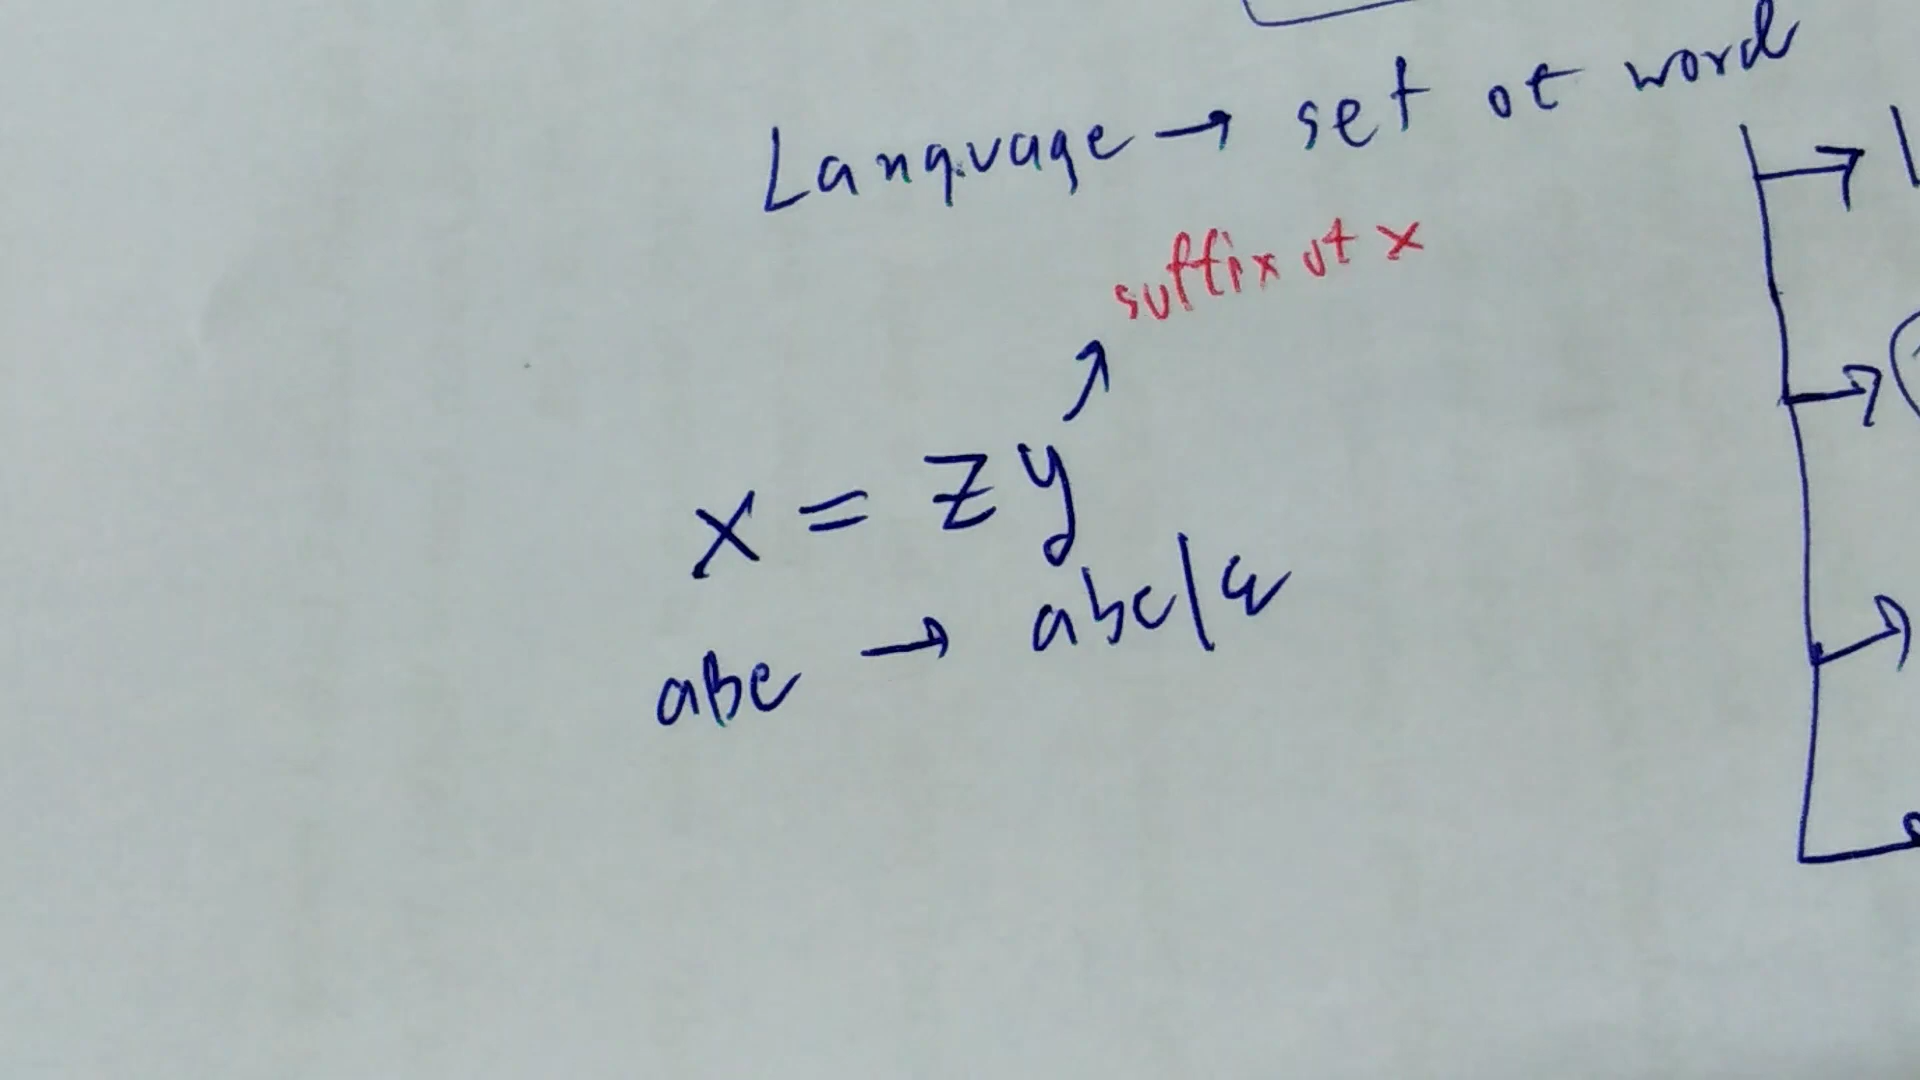 Language → set of word
suffix of x
x = zy
abc → abc/ε